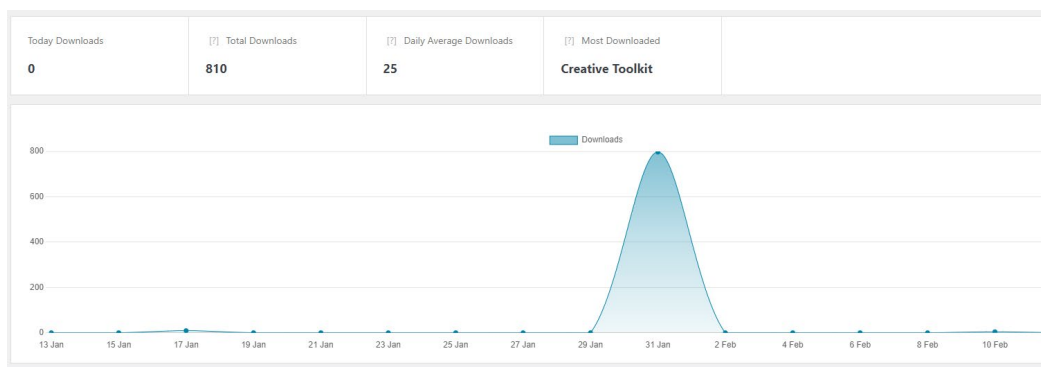 Today Downloads
[?] Total Downloads
[?] Daily Average Downloads
[?] Most Downloaded
0
810
25
Creative Toolkit
Downloads
800
600
400
200
0
13 Jan 15 Jan 17 Jan 19 Jan 21 Jan 23 Jan 25 Jan 27 Jan 29 Jan 31 Jan 2 Feb 4 Feb 6 Feb 8 Feb 10 Feb